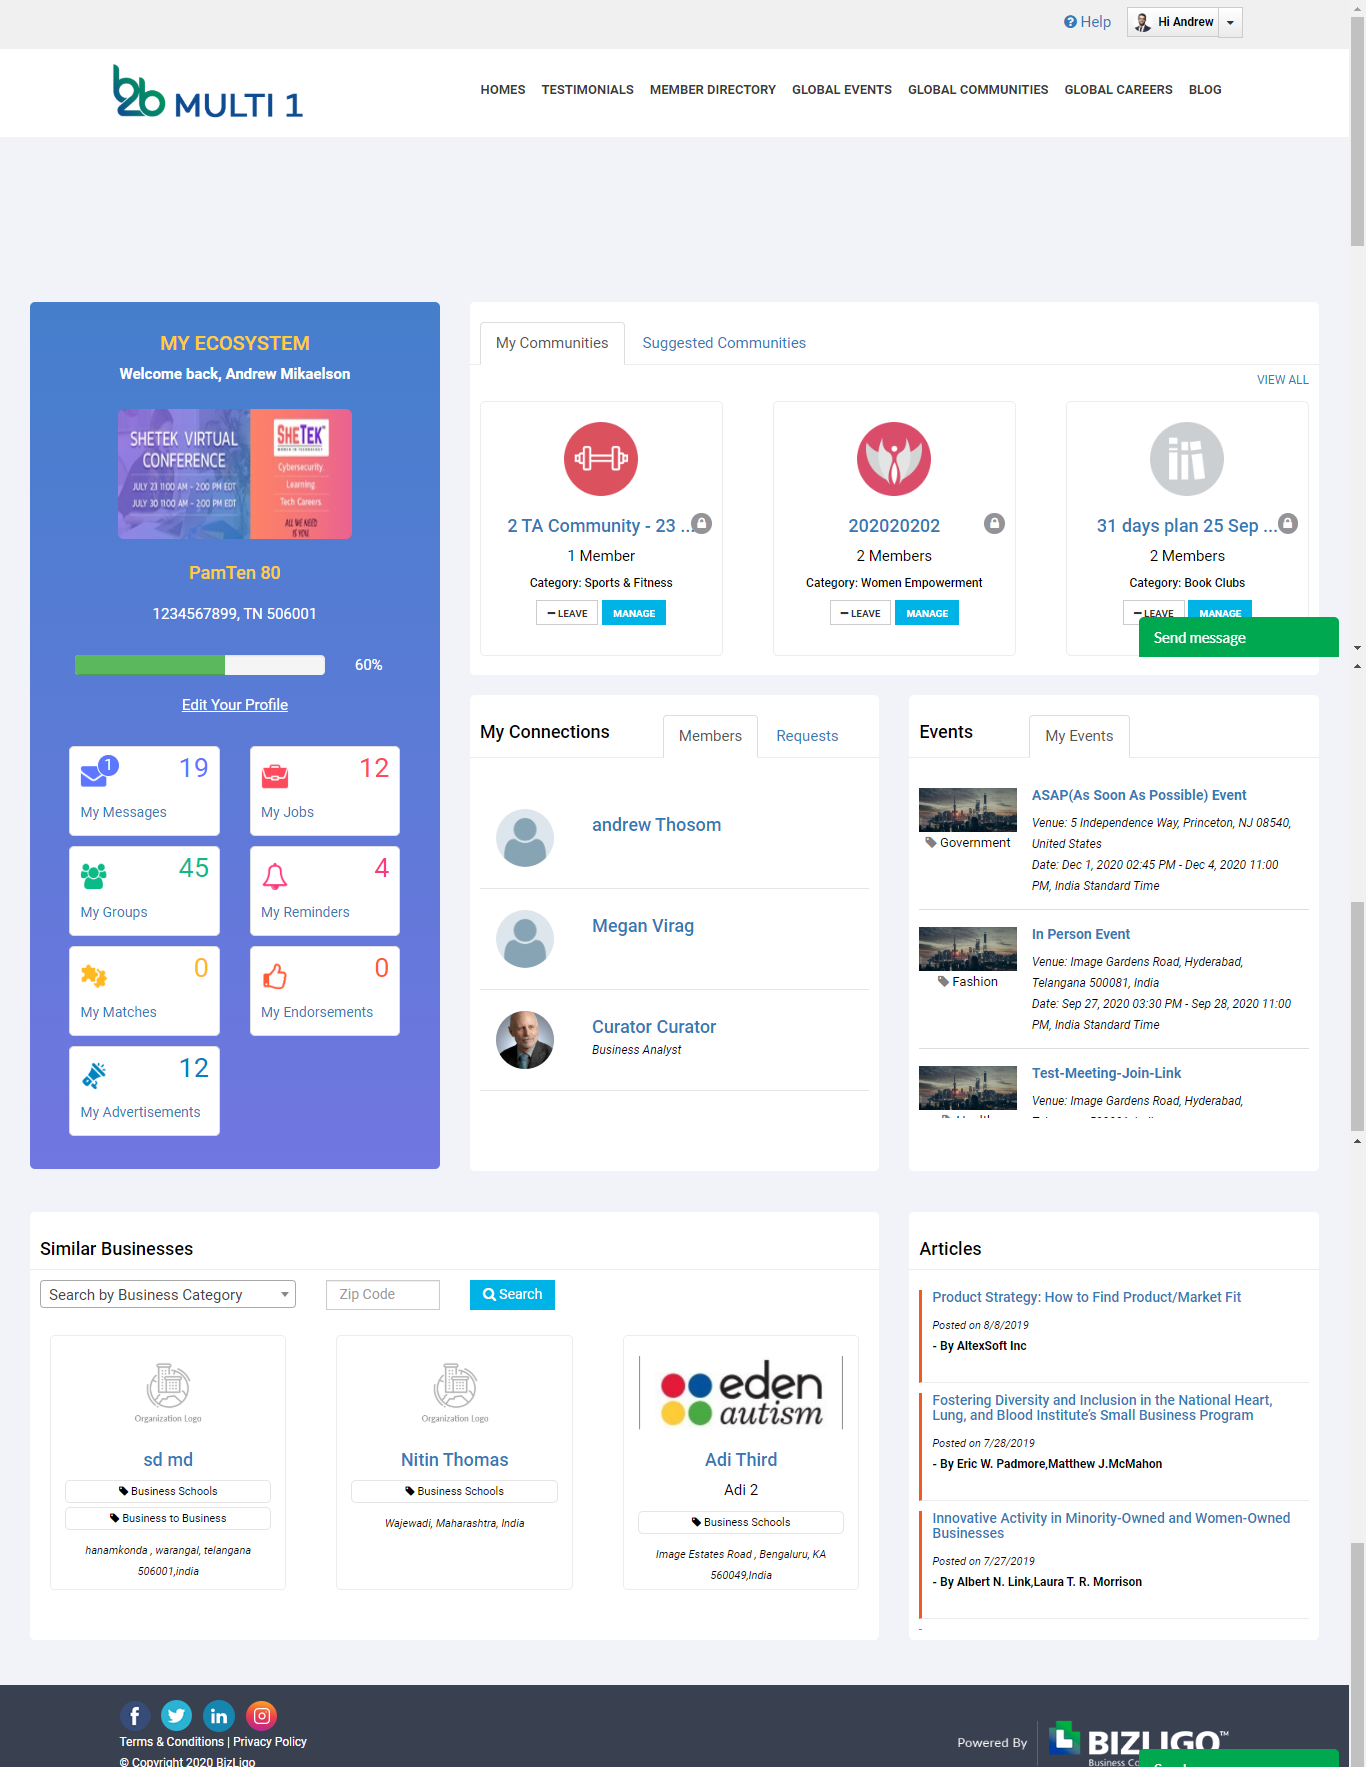 Help
Hi Andrew
b2b MULTI 1
HOMES TESTIMONIALS MEMBER DIRECTORY GLOBAL EVENTS GLOBAL COMMUNITIES GLOBAL CAREERS BLOG
MY ECOSYSTEM
Welcome back, Andrew Mikaelson
SHETEK VIRTUAL
CONFERENCE
JULY 23 11:00 AM - 2:00 PM EDT
JULY 30 11:00 AM - 2:00 PM EDT
SHETEK
Cybersecurity
Learning
Tech Careers
ALL WE NEED
IS YOU!
PamTen 80
1234567899, TN 506001
60%
Edit Your Profile
1
19
My Messages
12
My Jobs
45
My Groups
4
My Reminders
0
My Matches
0
My Endorsements
12
My Advertisements
My Communities
Suggested Communities
VIEW ALL
2 TA Community - 23 ...
1 Member
Category: Sports & Fitness
LEAVE
MANAGE
202020202
2 Members
Category: Women Empowerment
LEAVE
MANAGE
31 days plan 25 Sep ...
2 Members
Category: Book Clubs
LEAVE
MANAGE
Send message
My Connections
Members
Requests
andrew Thosom
Megan Virag
Curator Curator
Business Analyst
Events
My Events
ASAP(As Soon As Possible) Event
Government
Venue: 5 Independence Way, Princeton, NJ 08540,
United States
Date: Dec 1, 2020 02:45 PM - Dec 4, 2020 11:00
PM, India Standard Time
In Person Event
Fashion
Venue: Image Gardens Road, Hyderabad,
Telangana 500081, India
Date: Sep 27, 2020 03:30 PM - Sep 28, 2020 11:00
PM, India Standard Time
Test-Meeting-Join-Link
Venue: Image Gardens Road, Hyderabad,
Similar Businesses
Search by Business Category
Zip Code
Search
Organization Logo
sd md
Business Schools
Business to Business
hanamkonda , warangal, telangana
506001,india
Organization Logo
Nitin Thomas
Business Schools
Wajewadi, Maharashtra, India
eden
autism
Adi Third
Adi 2
Business Schools
Image Estates Road , Bengaluru, KA
560049,India
Articles
Product Strategy: How to Find Product/Market Fit
Posted on 8/8/2019
- By AltexSoft Inc
Fostering Diversity and Inclusion in the National Heart,
Lung, and Blood Institute's Small Business Program
Posted on 7/28/2019
- By Eric W. Padmore,Matthew J.McMahon
Innovative Activity in Minority-Owned and Women-Owned
Businesses
Posted on 7/27/2019
- By Albert N. Link,Laura T. R. Morrison
Terms & Conditions | Privacy Policy
© Copyright 2020 BizLigo
Powered By
BIZLIGO™
Business